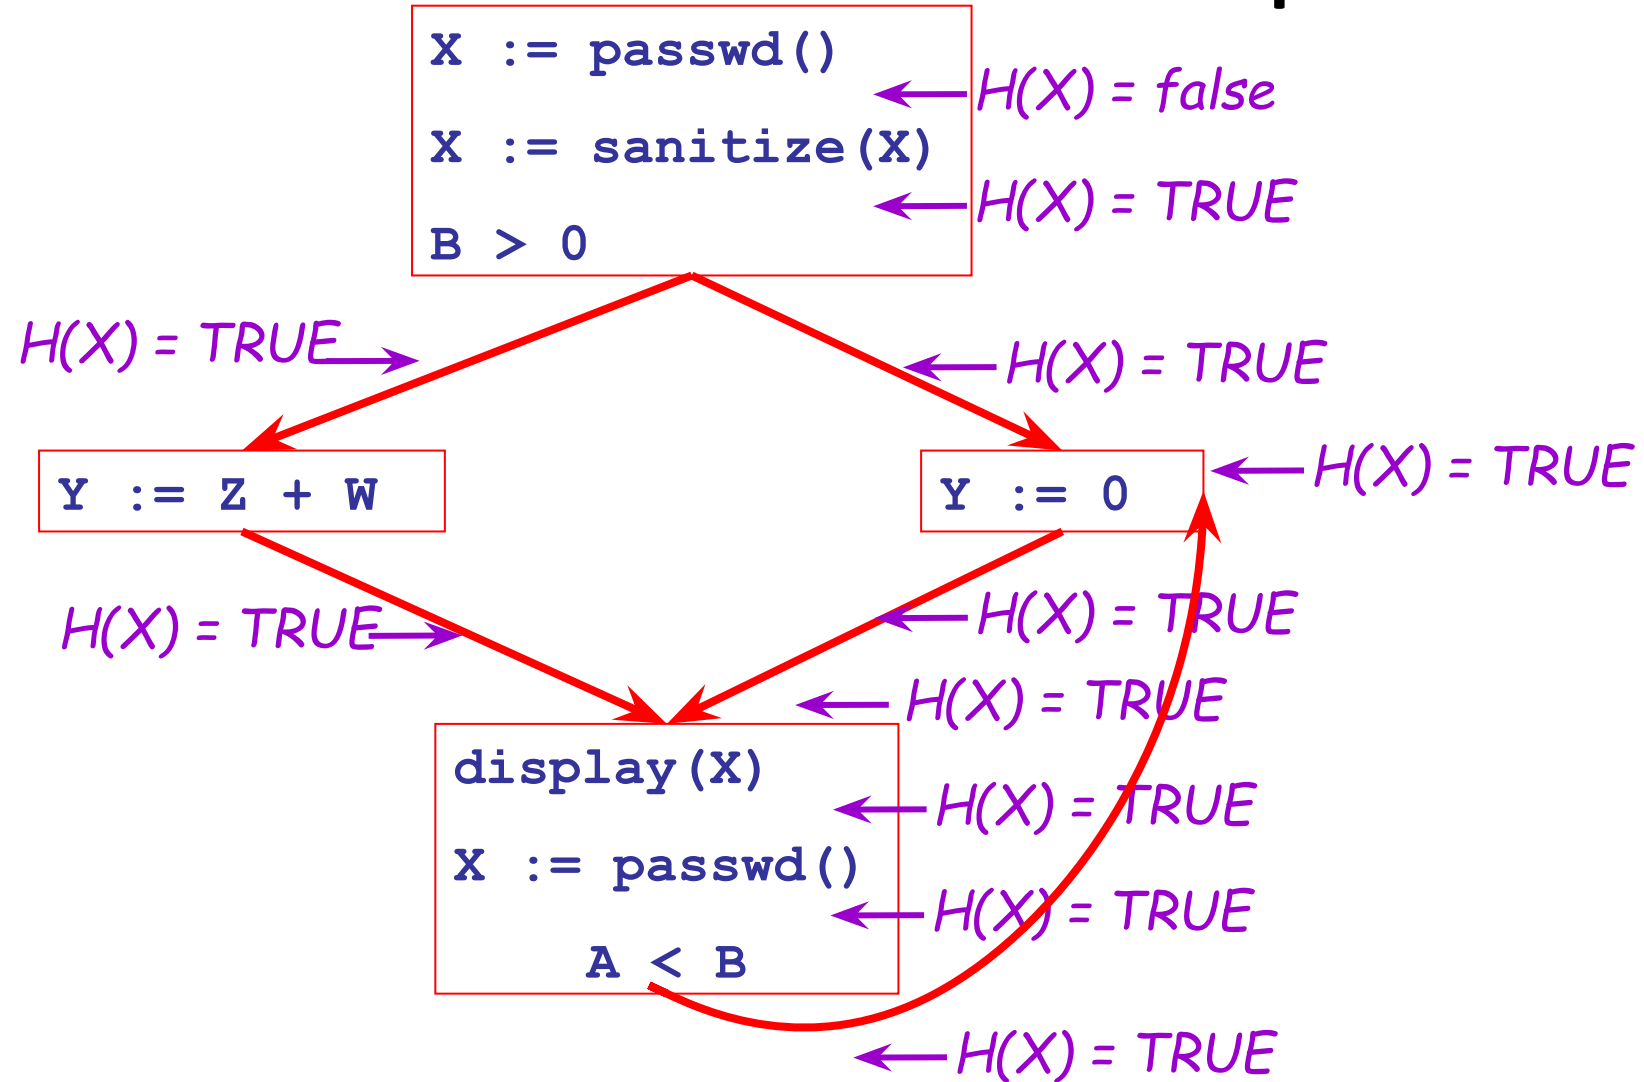 X := passwd()
H(X) = false
X := sanitize(X)
H(X) = TRUE
B > 0
H(X) = TRUE
H(X) = TRUE
H(X) = TRUE
Y := Z + W
Y := 0
H(X) = TRUE
H(X) = TRUE
H(X) = TRUE
display(X)
H(X) = TRUE
X := passwd()
H(X) = TRUE
A < B
H(X) = TRUE